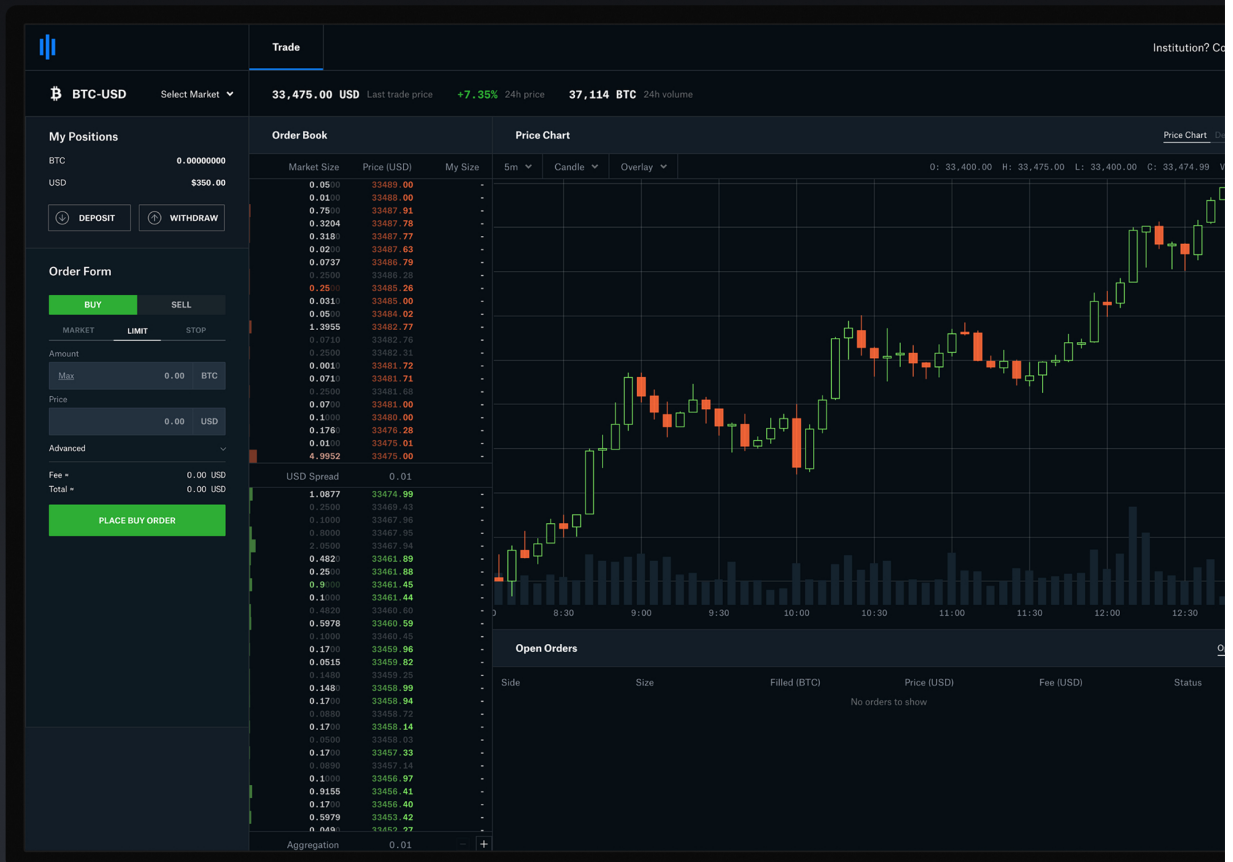 Trade
Institution? Co
BTC-USD Select Market
33,475.00 USD Last trade price +7.35% 24h price 37,114 BTC 24h volume
My Positions
BTC 0.00000000
USD $350.00
DEPOSIT WITHDRAW
Order Form
BUY SELL
MARKET LIMIT STOP
Amount
Max 0.00 BTC
Price
0.00 USD
Advanced
Fee ≈ 0.00 USD
Total ≈ 0.00 USD
PLACE BUY ORDER
Order Book
Market Size Price (USD) My Size
0.0500 33489.00 -
0.0100 33488.00 -
0.7500 33487.91 -
0.3204 33487.78 -
0.3180 33487.77 -
0.0200 33487.63 -
0.0737 33486.79 -
0.2500 33486.28 -
0.2500 33485.26 -
0.0310 33485.00 -
0.0500 33484.02 -
1.3955 33482.77 -
0.0710 33482.76 -
0.2500 33482.31 -
0.0010 33481.72 -
0.0710 33481.71 -
0.2500 33481.68 -
0.0700 33481.00 -
0.1000 33480.00 -
0.1760 33476.28 -
0.0100 33475.01 -
4.9952 33475.00 -
USD Spread 0.01
1.0877 33474.99 -
0.2500 33469.43 -
0.1000 33467.96 -
0.8000 33467.95 -
2.0500 33467.94 -
0.4820 33461.89 -
0.2500 33461.88 -
0.9000 33461.45 -
0.1000 33461.44 -
0.4820 33460.60 -
0.5978 33460.59 -
0.1000 33460.45 -
0.1700 33459.96 -
0.0515 33459.82 -
0.1480 33459.25 -
0.1480 33458.99 -
0.1700 33458.94 -
0.0880 33458.72 -
0.1700 33458.14 -
0.0500 33458.03 -
0.1700 33457.33 -
0.0890 33457.14 -
0.1000 33456.97 -
0.9155 33456.41 -
0.1700 33456.40 -
0.5979 33453.42 -
0.0490 33452.27 -
Aggregation 0.01 - +
Price Chart
Price Chart De
5m Candle Overlay
O: 33,400.00 H: 33,475.00 L: 33,400.00 C: 33,474.99 V
0 8:30 9:00 9:30 10:00 10:30 11:00 11:30 12:00 12:30
Open Orders
Side Size Filled (BTC) Price (USD) Fee (USD) Status
No orders to show